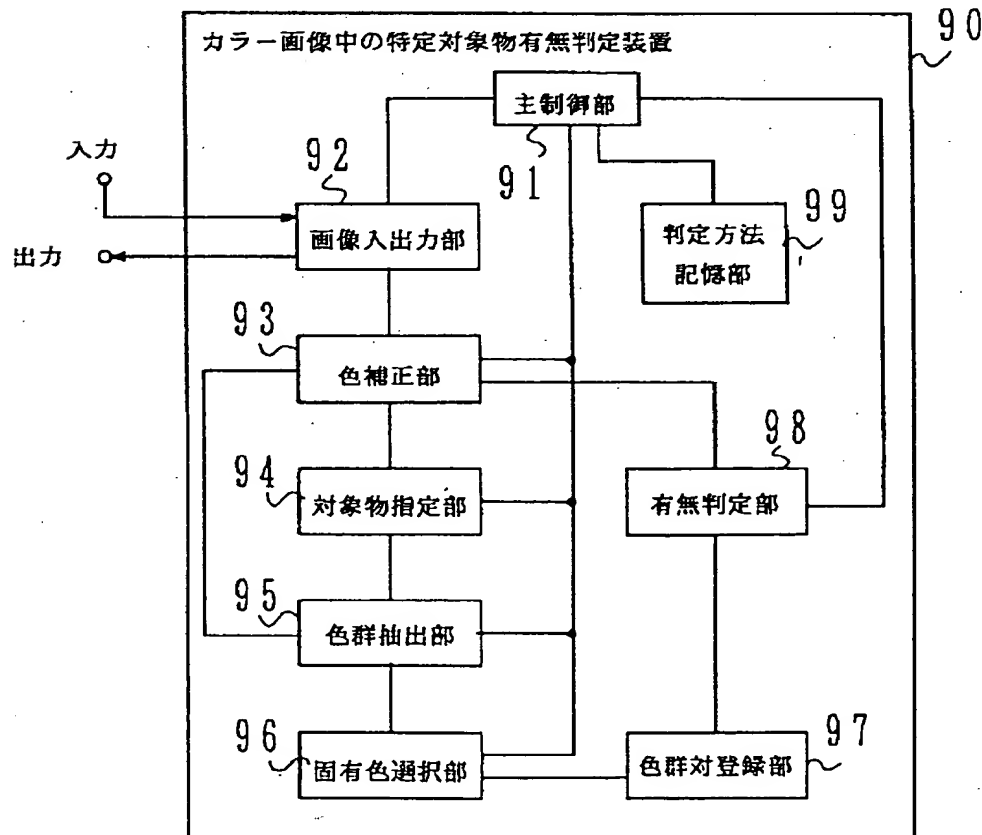 90
カラー画像中の特定対象物有無判定装置
主制御部
91
入力
92
99
画像入出力部
判定方法
記憶部
出力
93
色補正部
98
94
対象物指定部
有無判定部
95
色群抽出部
96
97
固有色選択部
色群対登録部